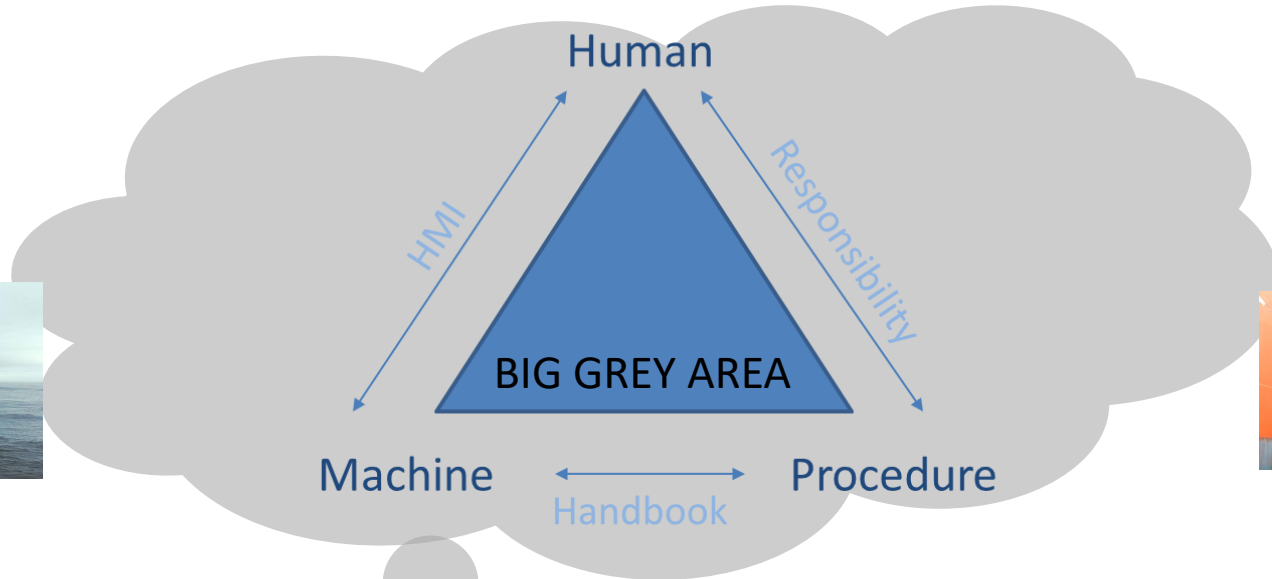 Human
HMI
Responsibility
BIG GREY AREA
Machine
Procedure
Handbook